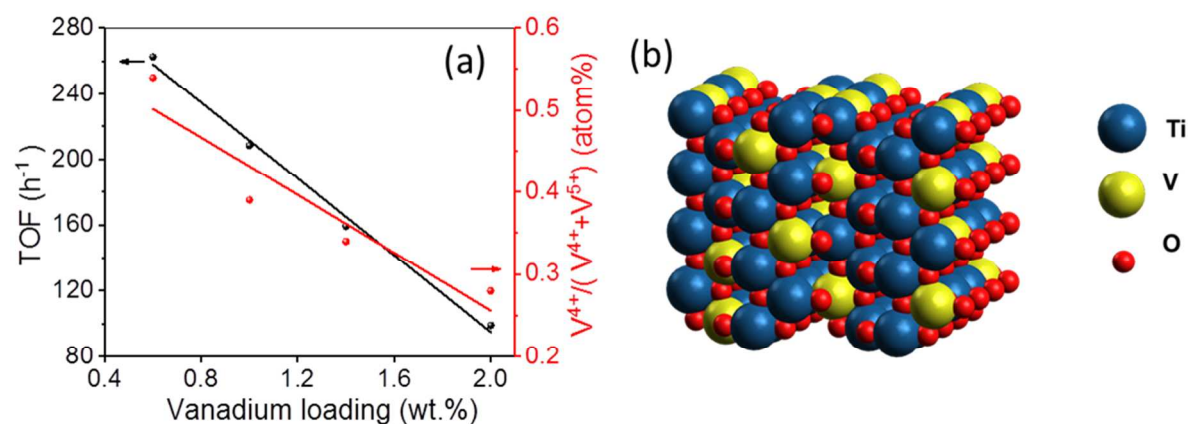 (a)
280
240
200
160
120
80
TOF (h⁻¹)
0.4
0.8
1.2
1.6
2.0
Vanadium loading (wt.%)
0.6
0.5
0.4
0.3
0.2
V⁴⁺/( V⁴⁺+V⁵⁺) (atom%)
(b)
Ti
V
O